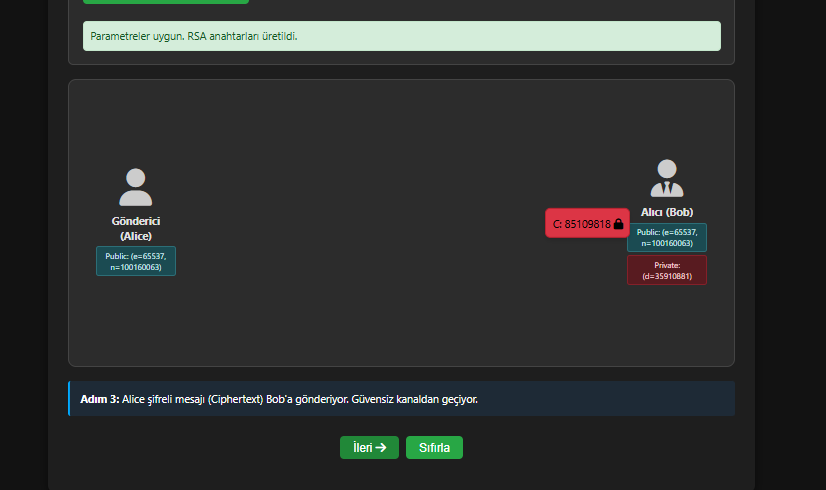 Parametreler uygun. RSA anahtarları üretildi.
Gönderici
(Alice)
Public: (e=65537,
n=100160063)
C: 85109818
Alıcı (Bob)
Public: (e=65537,
n=100160063)
Private:
(d=35910881)
Adım 3: Alice şifreli mesajı (Ciphertext) Bob'a gönderiyor. Güvensiz kanaldan geçiyor.
İleri →
Sıfırla